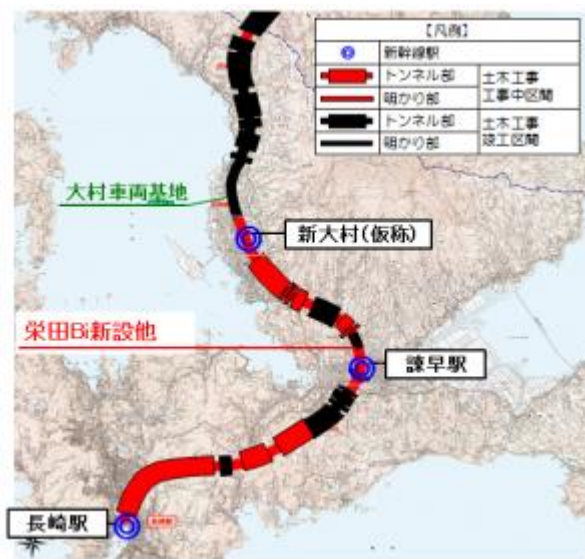 【凡例】
新幹線駅
トンネル部
明かり部
土木工事
工事中区間
トンネル部
明かり部
土木工事
竣工区間
大村車両基地
新大村(仮称)
栄田Bi新設他
諫早駅
長崎駅